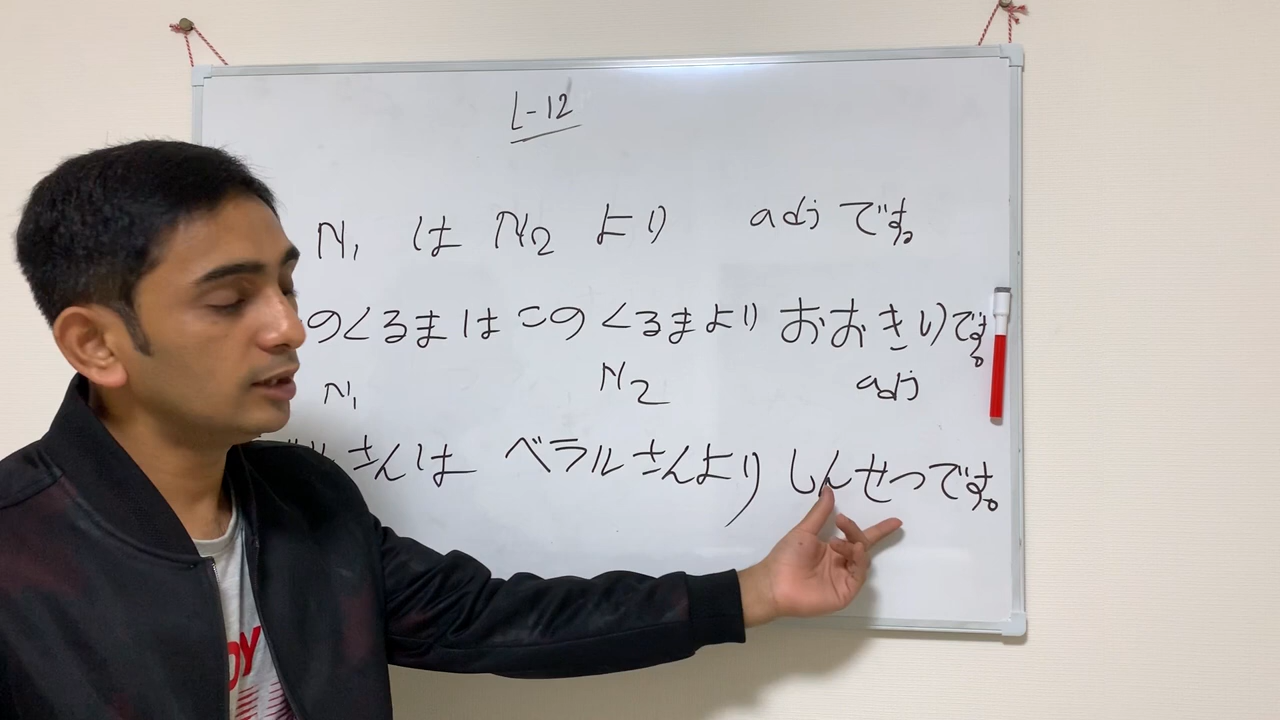 L-12
N₁ は N₂ より adj です。
のくるまは このくるまより おおきいです。
N₁ N₂ adj
さんは ベラルさんより しんせつです。